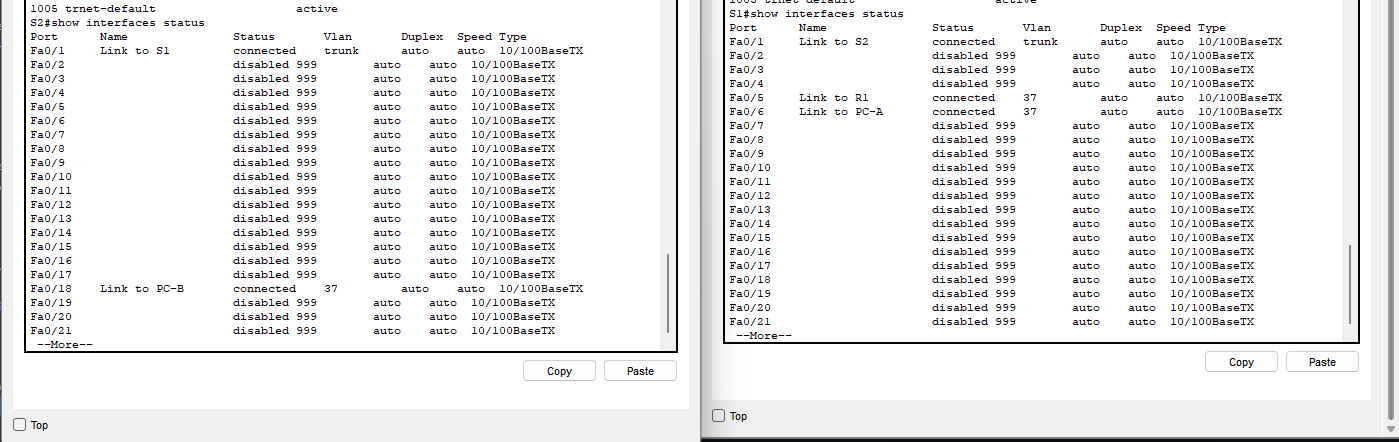 1005 trnet-default active
S2#show interfaces status
Port Name Status Vlan Duplex Speed Type
Fa0/1 Link to S1 connected trunk auto auto 10/100BaseTX
Fa0/2 disabled 999 auto auto 10/100BaseTX
Fa0/3 disabled 999 auto auto 10/100BaseTX
Fa0/4 disabled 999 auto auto 10/100BaseTX
Fa0/5 disabled 999 auto auto 10/100BaseTX
Fa0/6 disabled 999 auto auto 10/100BaseTX
Fa0/7 disabled 999 auto auto 10/100BaseTX
Fa0/8 disabled 999 auto auto 10/100BaseTX
Fa0/9 disabled 999 auto auto 10/100BaseTX
Fa0/10 disabled 999 auto auto 10/100BaseTX
Fa0/11 disabled 999 auto auto 10/100BaseTX
Fa0/12 disabled 999 auto auto 10/100BaseTX
Fa0/13 disabled 999 auto auto 10/100BaseTX
Fa0/14 disabled 999 auto auto 10/100BaseTX
Fa0/15 disabled 999 auto auto 10/100BaseTX
Fa0/16 disabled 999 auto auto 10/100BaseTX
Fa0/17 disabled 999 auto auto 10/100BaseTX
Fa0/18 Link to PC-B connected 37 auto auto 10/100BaseTX
Fa0/19 disabled 999 auto auto 10/100BaseTX
Fa0/20 disabled 999 auto auto 10/100BaseTX
Fa0/21 disabled 999 auto auto 10/100BaseTX
--More--
Copy
Paste
Top
1005 trnet-default active
S1#show interfaces status
Port Name Status Vlan Duplex Speed Type
Fa0/1 Link to S2 connected trunk auto auto 10/100BaseTX
Fa0/2 disabled 999 auto auto 10/100BaseTX
Fa0/3 disabled 999 auto auto 10/100BaseTX
Fa0/4 disabled 999 auto auto 10/100BaseTX
Fa0/5 Link to R1 connected 37 auto auto 10/100BaseTX
Fa0/6 Link to PC-A connected 37 auto auto 10/100BaseTX
Fa0/7 disabled 999 auto auto 10/100BaseTX
Fa0/8 disabled 999 auto auto 10/100BaseTX
Fa0/9 disabled 999 auto auto 10/100BaseTX
Fa0/10 disabled 999 auto auto 10/100BaseTX
Fa0/11 disabled 999 auto auto 10/100BaseTX
Fa0/12 disabled 999 auto auto 10/100BaseTX
Fa0/13 disabled 999 auto auto 10/100BaseTX
Fa0/14 disabled 999 auto auto 10/100BaseTX
Fa0/15 disabled 999 auto auto 10/100BaseTX
Fa0/16 disabled 999 auto auto 10/100BaseTX
Fa0/17 disabled 999 auto auto 10/100BaseTX
Fa0/18 disabled 999 auto auto 10/100BaseTX
Fa0/19 disabled 999 auto auto 10/100BaseTX
Fa0/20 disabled 999 auto auto 10/100BaseTX
Fa0/21 disabled 999 auto auto 10/100BaseTX
--More--
Copy
Paste
Top